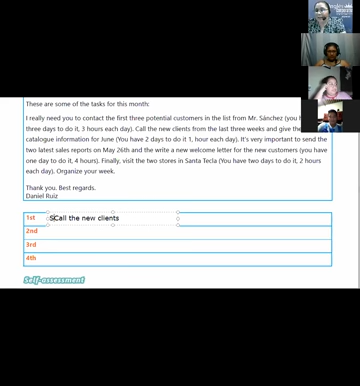 These are some of the tasks for this month:
I really need you to contact the first three potential customers in the list from Mr. Sánchez (you h
three days to do it, 3 hours each day). Call the new clients from the last three weeks and give the
catalogue information for June (You have 2 days to do it 1, hour each day). It's very important to send the
two latest sales reports on May 26th and the write a new welcome letter for the new customers (you have
one day to do it, 4 hours). Finally, visit the two stores in Santa Tecla (You have two days to do it, 2 hours
each day). Organize your week.
Thank you. Best regards.
Daniel Ruiz
1st SCall the new clients
2nd
3rd
4th
Self-assessment